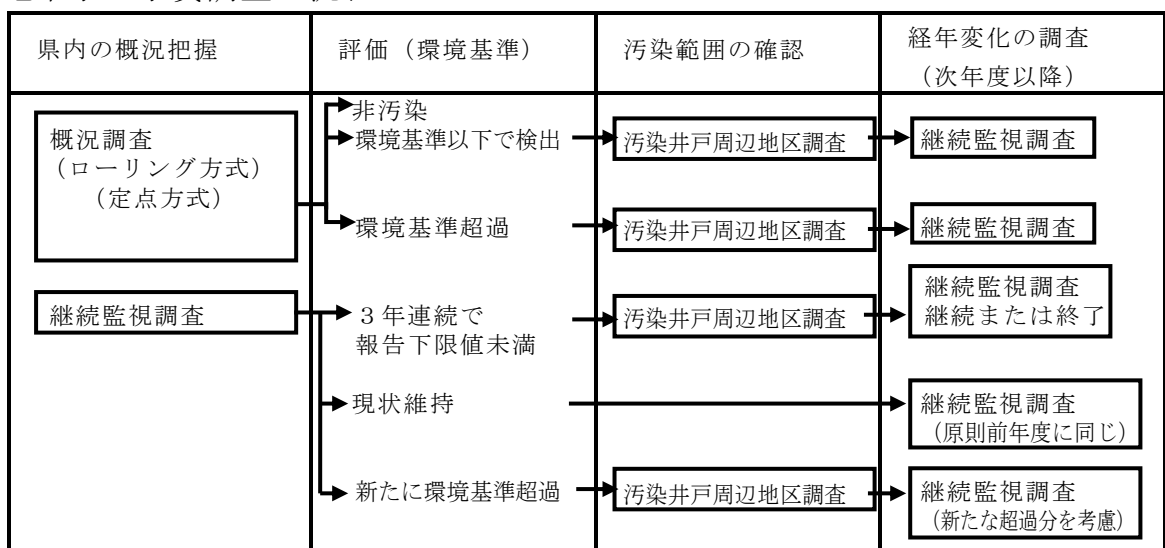 県内の概況把握
評価（環境基準）
汚染範囲の確認
経年変化の調査
（次年度以降）
概況調査
（ローリング方式）
（定点方式）
非汚染
環境基準以下で検出
汚染井戸周辺地区調査
継続監視調査
環境基準超過
汚染井戸周辺地区調査
継続監視調査
継続監視調査
３年連続で
報告下限値未満
汚染井戸周辺地区調査
継続監視調査
継続または終了
現状維持
継続監視調査
（原則前年度に同じ）
新たに環境基準超過
汚染井戸周辺地区調査
継続監視調査
（新たな超過分を考慮）